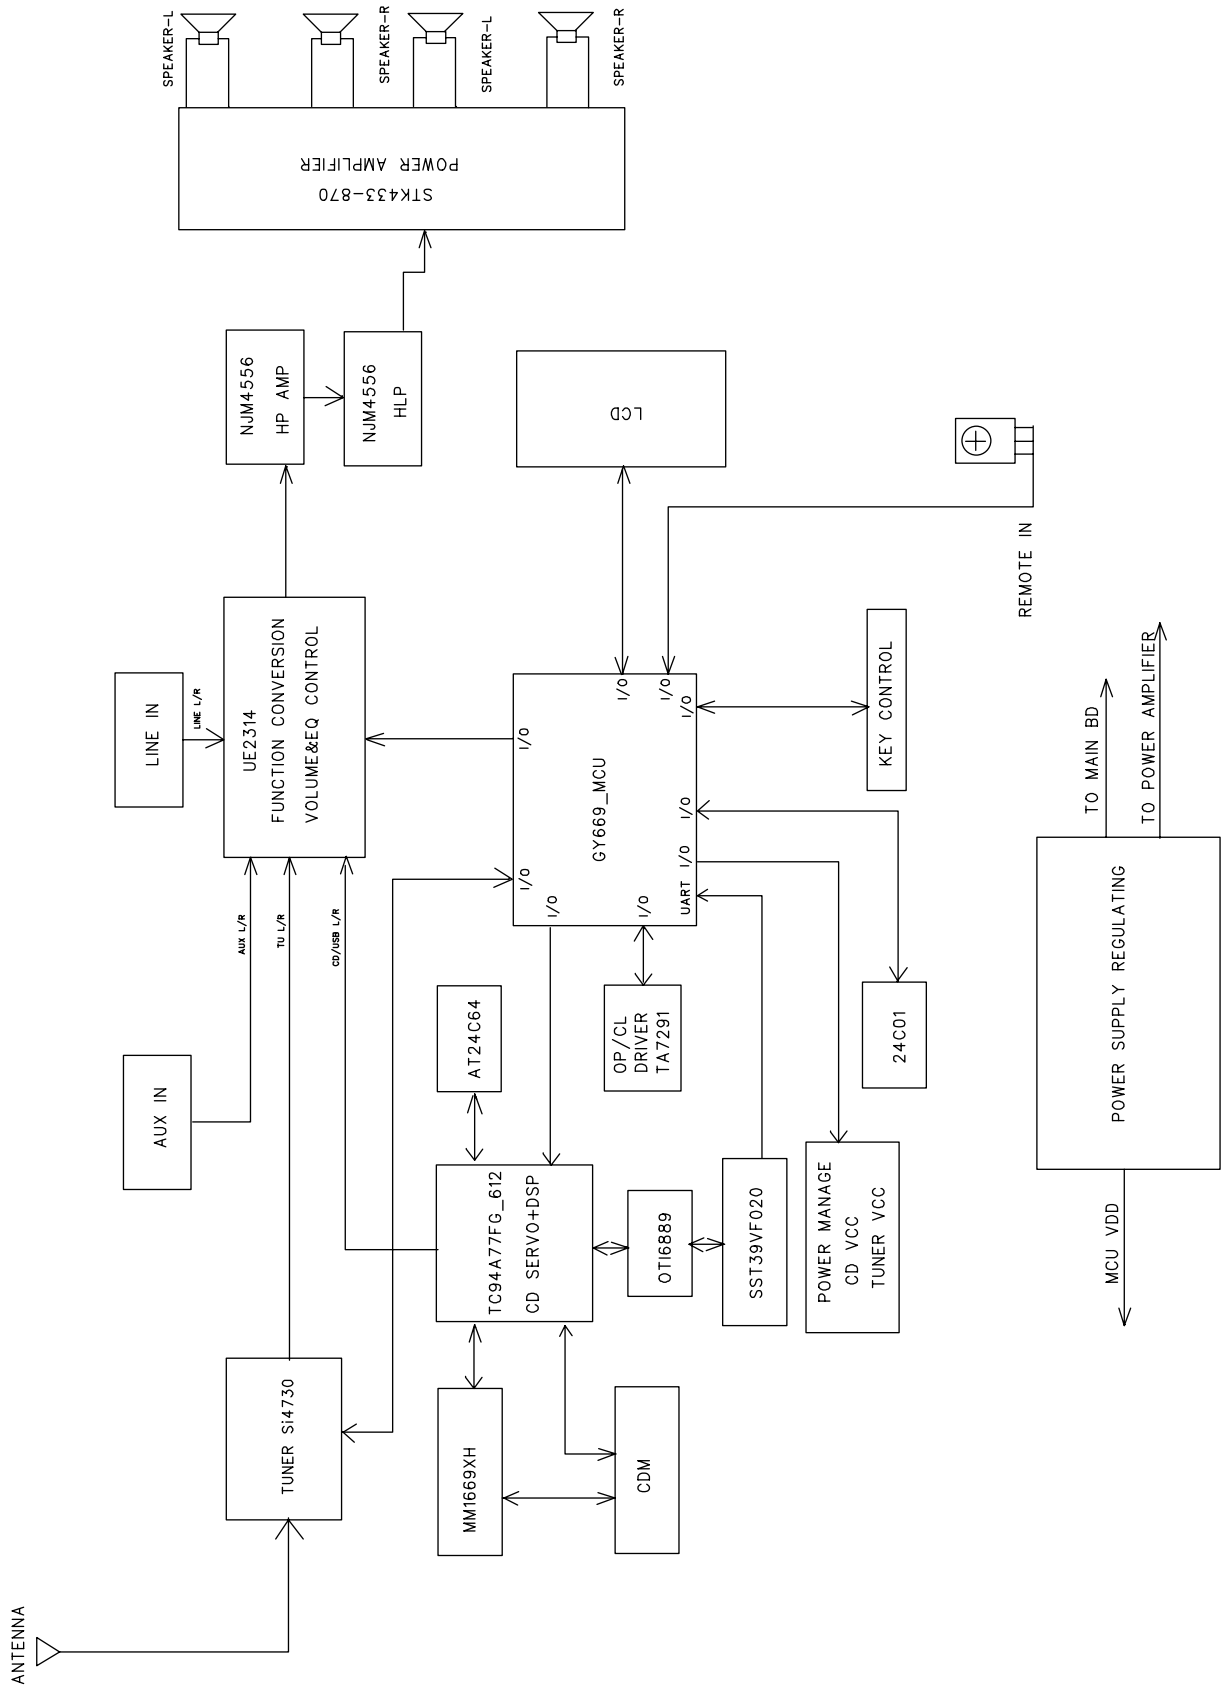 ANTENNA
TUNER Si4730
AUX IN
LINE IN
AUX L/R
TU L/R
CD/USB L/R
LINE L/R
UE2314
FUNCTION CONVERSION
VOLUME&EQ CONTROL
NJM4556
HP AMP
NJM4556
HLP
STK433-870
POWER AMPLIFIER
SPEAKER-L
SPEAKER-R
SPEAKER-L
SPEAKER-R
MM1669XH
CDM
TC94A77FG_612
CD SERVO+DSP
AT24C64
OTI6889
SST39VF020
OP/CL
DRIVER
TA7291
GY669_MCU
I/O
I/O
I/O
I/O
UART
I/O
I/O
I/O
I/O
I/O
LCD
KEY CONTROL
24C01
POWER MANAGE
CD VCC
TUNER VCC
REMOTE IN
POWER SUPPLY REGULATING
MCU VDD
TO MAIN BD
TO POWER AMPLIFIER